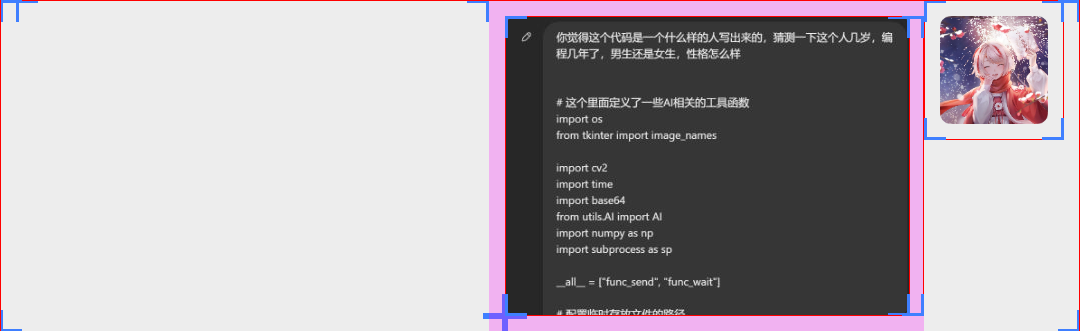 你觉得这个代码是一个什么样的人写出来的，猜测一下这个人几岁，编
程几年了，男生还是女生，性格怎么样
# 这个里面定义了一些AI相关的工具函数
import os
from tkinter import image_names
import cv2
import time
import base64
from utils.AI import AI
import numpy as np
import subprocess as sp
__all__ = ["func_send", "func_wait"]
# 配置临时存放文件的路径